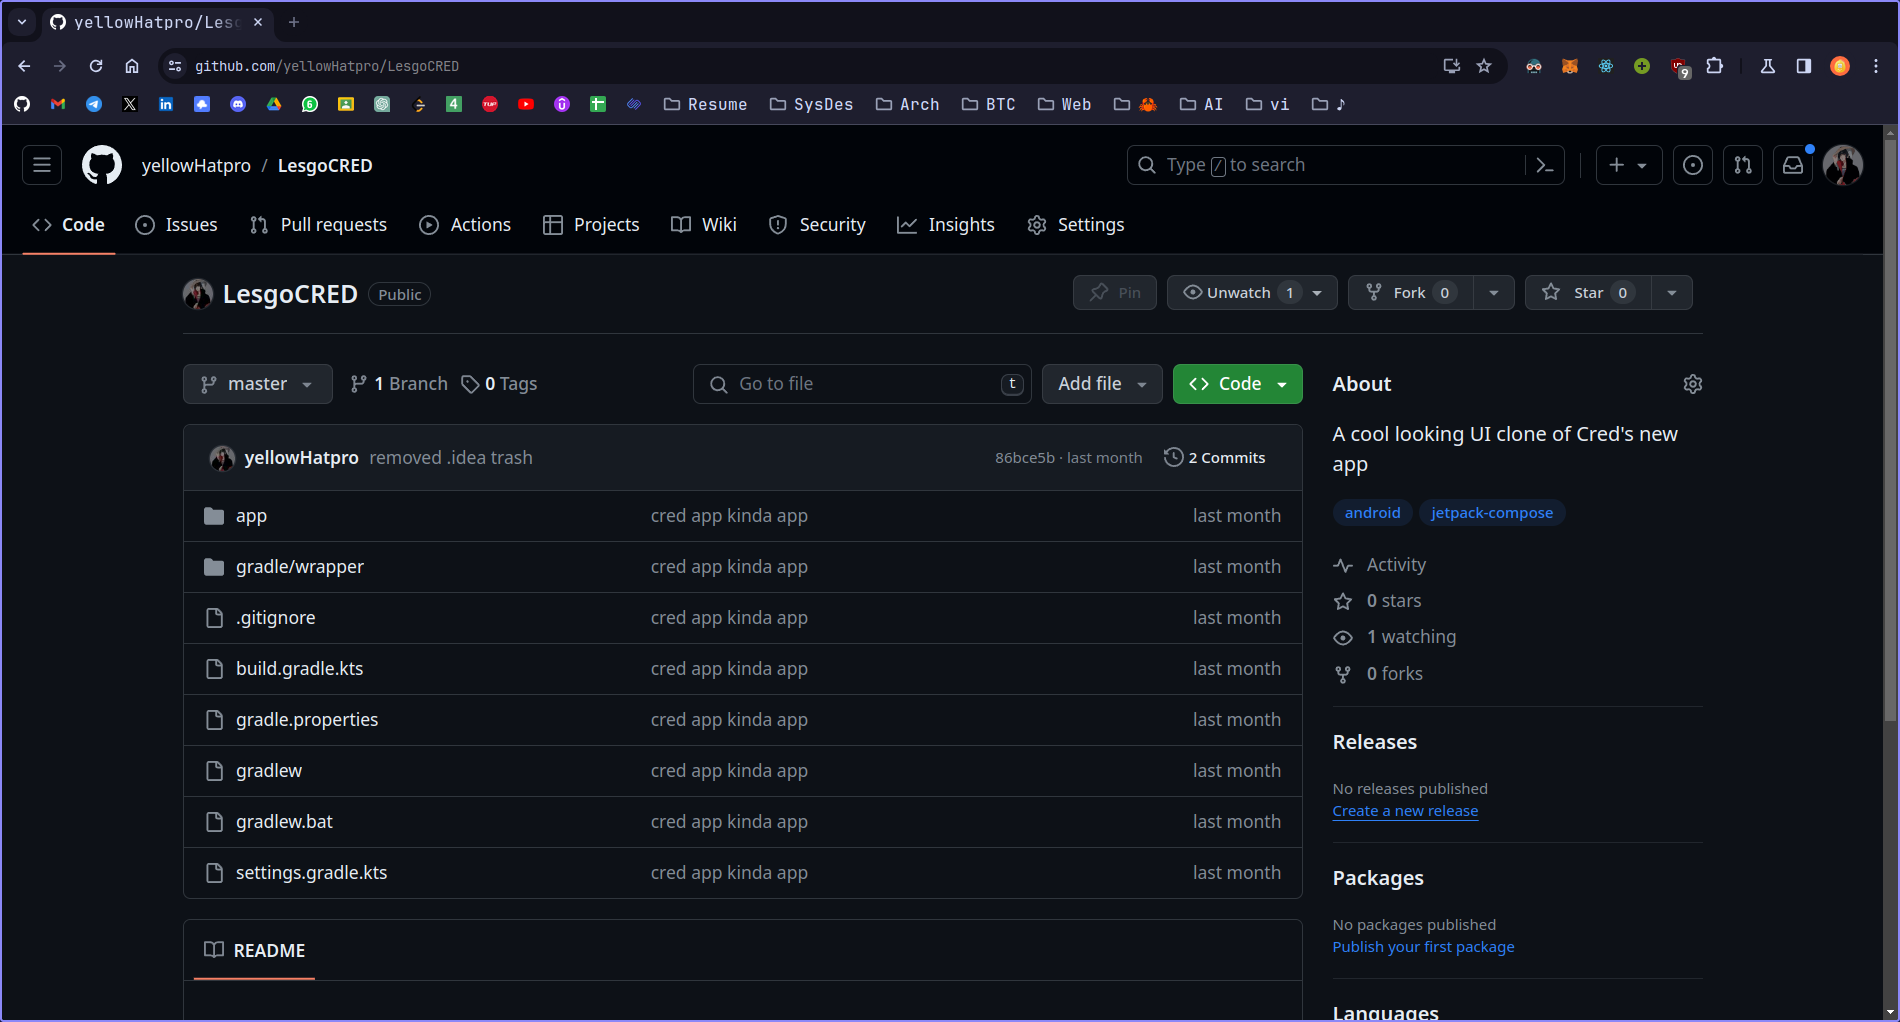 yellowHatpro/Lesg
github.com/yellowHatpro/LesgoCRED
9
6
4
Resume
SysDes
Arch
BTC
Web
AI
vi
yellowHatpro / LesgoCRED
Type / to search
Code
Issues
Pull requests
Actions
Projects
Wiki
Security
Insights
Settings
LesgoCRED Public
Pin
Unwatch 1
Fork 0
Star 0
master
1 Branch
0 Tags
Go to file t
Add file
Code
About
A cool looking UI clone of Cred's new
app
android jetpack-compose
yellowHatpro removed .idea trash 86bce5b · last month 2 Commits
app cred app kinda app last month
gradle/wrapper cred app kinda app last month
.gitignore cred app kinda app last month
build.gradle.kts cred app kinda app last month
gradle.properties cred app kinda app last month
gradlew cred app kinda app last month
gradlew.bat cred app kinda app last month
settings.gradle.kts cred app kinda app last month
README
Activity
0 stars
1 watching
0 forks
Releases
No releases published
Create a new release
Packages
No packages published
Publish your first package
Languages